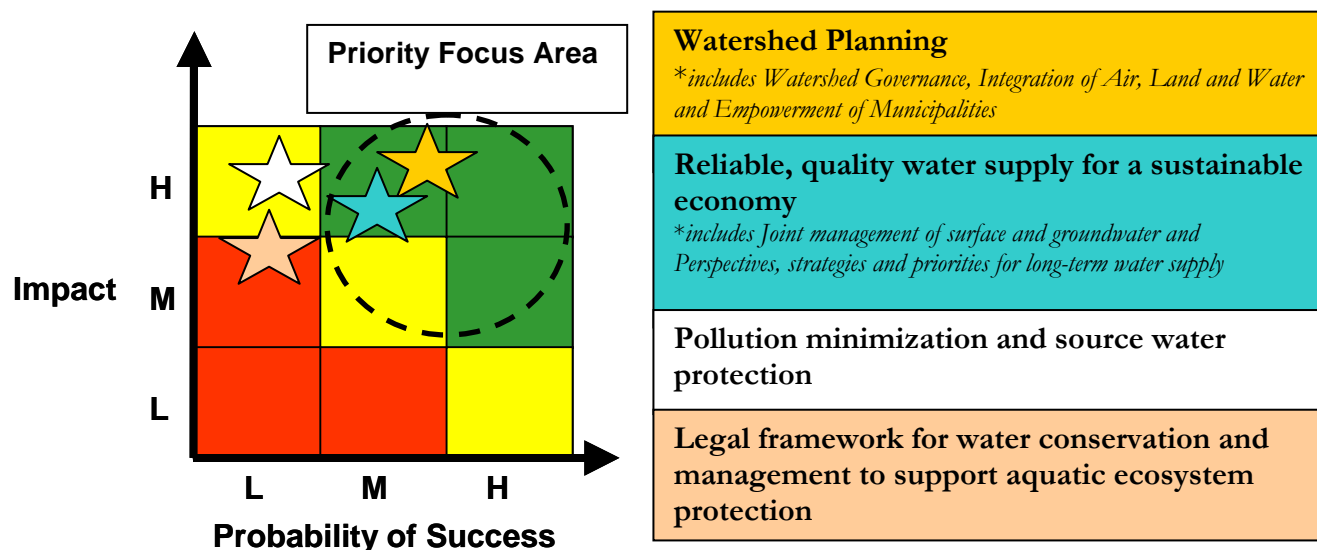 Priority Focus Area
H
M
L
Impact
L M H
Probability of Success
Watershed Planning
*includes Watershed Governance, Integration of Air, Land and Water
and Empowerment of Municipalities
Reliable, quality water supply for a sustainable
economy
*includes Joint management of surface and groundwater and
Perspectives, strategies and priorities for long-term water supply
Pollution minimization and source water
protection
Legal framework for water conservation and
management to support aquatic ecosystem
protection